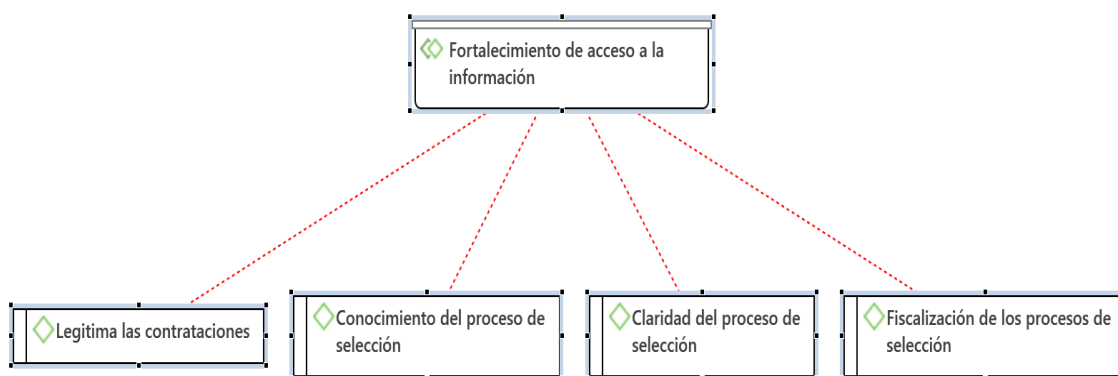 Fortalecimiento de acceso a la
información
Legitima las contrataciones
Conocimiento del proceso de
selección
Claridad del proceso de
selección
Fiscalización de los procesos de
selección